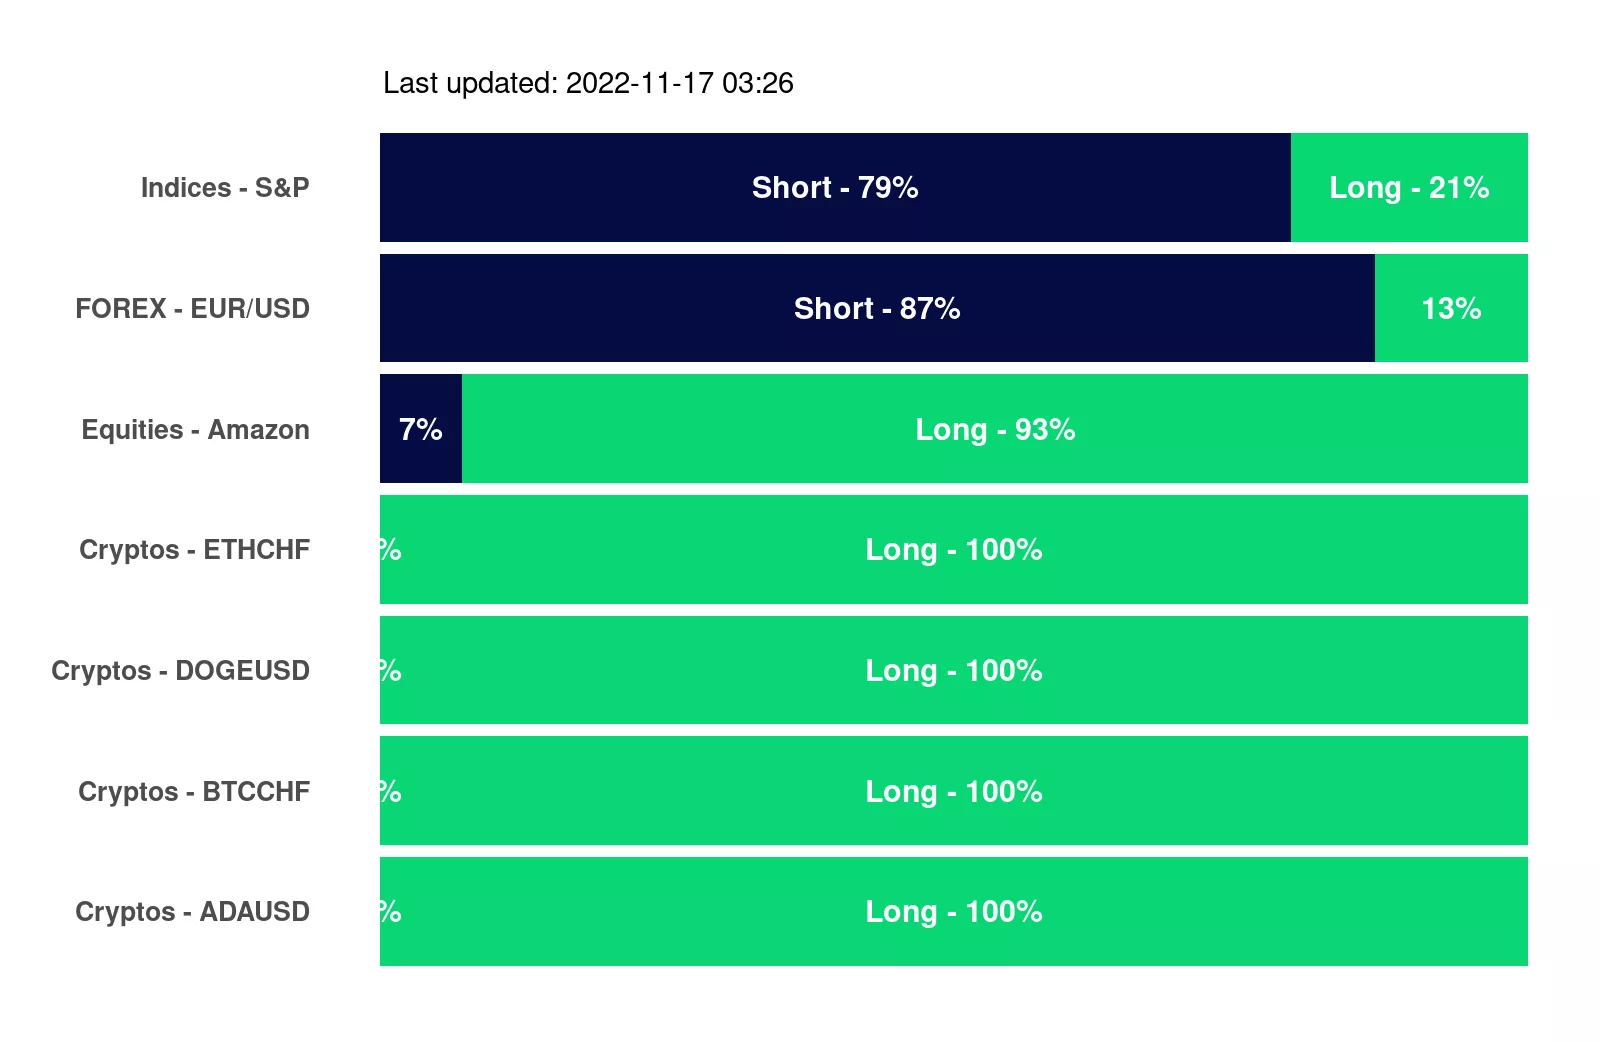 Last updated: 2022-11-17 03:26
Indices - S&P Short - 79% Long - 21%
FOREX - EUR/USD Short - 87% 13%
Equities - Amazon 7% Long - 93%
Cryptos - ETHCHF % Long - 100%
Cryptos - DOGEUSD % Long - 100%
Cryptos - BTCCHF % Long - 100%
Cryptos - ADAUSD % Long - 100%